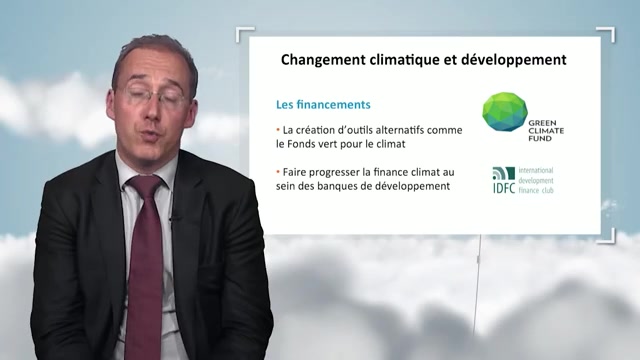 Changement climatique et développement
Les financements
• La création d'outils alternatifs comme
le Fonds vert pour le climat
• Faire progresser la finance climat au
sein des banques de développement
GREEN
CLIMATE
FUND
IDFC
international
development
finance club